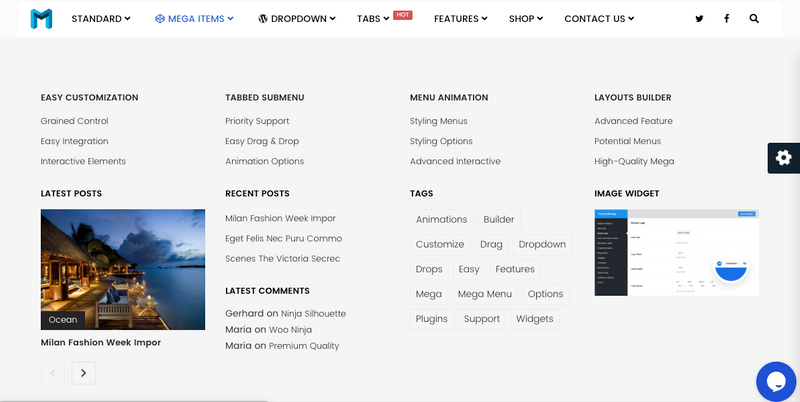 STANDARD MEGA ITEMS DROPDOWN TABS HOT FEATURES SHOP CONTACT US
EASY CUSTOMIZATION
Grained Control
Easy Integration
Interactive Elements
TABBED SUBMENU
Priority Support
Easy Drag & Drop
Animation Options
MENU ANIMATION
Styling Menus
Styling Options
Advanced Interactive
LAYOUTS BUILDER
Advanced Feature
Potential Menus
High-Quality Mega
LATEST POSTS
Ocean
Milan Fashion Week Impor
RECENT POSTS
Milan Fashion Week Impor
Eget Felis Nec Puru Commo
Scenes The Victoria Secrec
LATEST COMMENTS
Gerhard on Ninja Silhouette
Maria on Woo Ninja
Maria on Premium Quality
TAGS
Animations Builder
Customize Drag Dropdown
Drops Easy Features
Mega Mega Menu Options
Plugins Support Widgets
IMAGE WIDGET